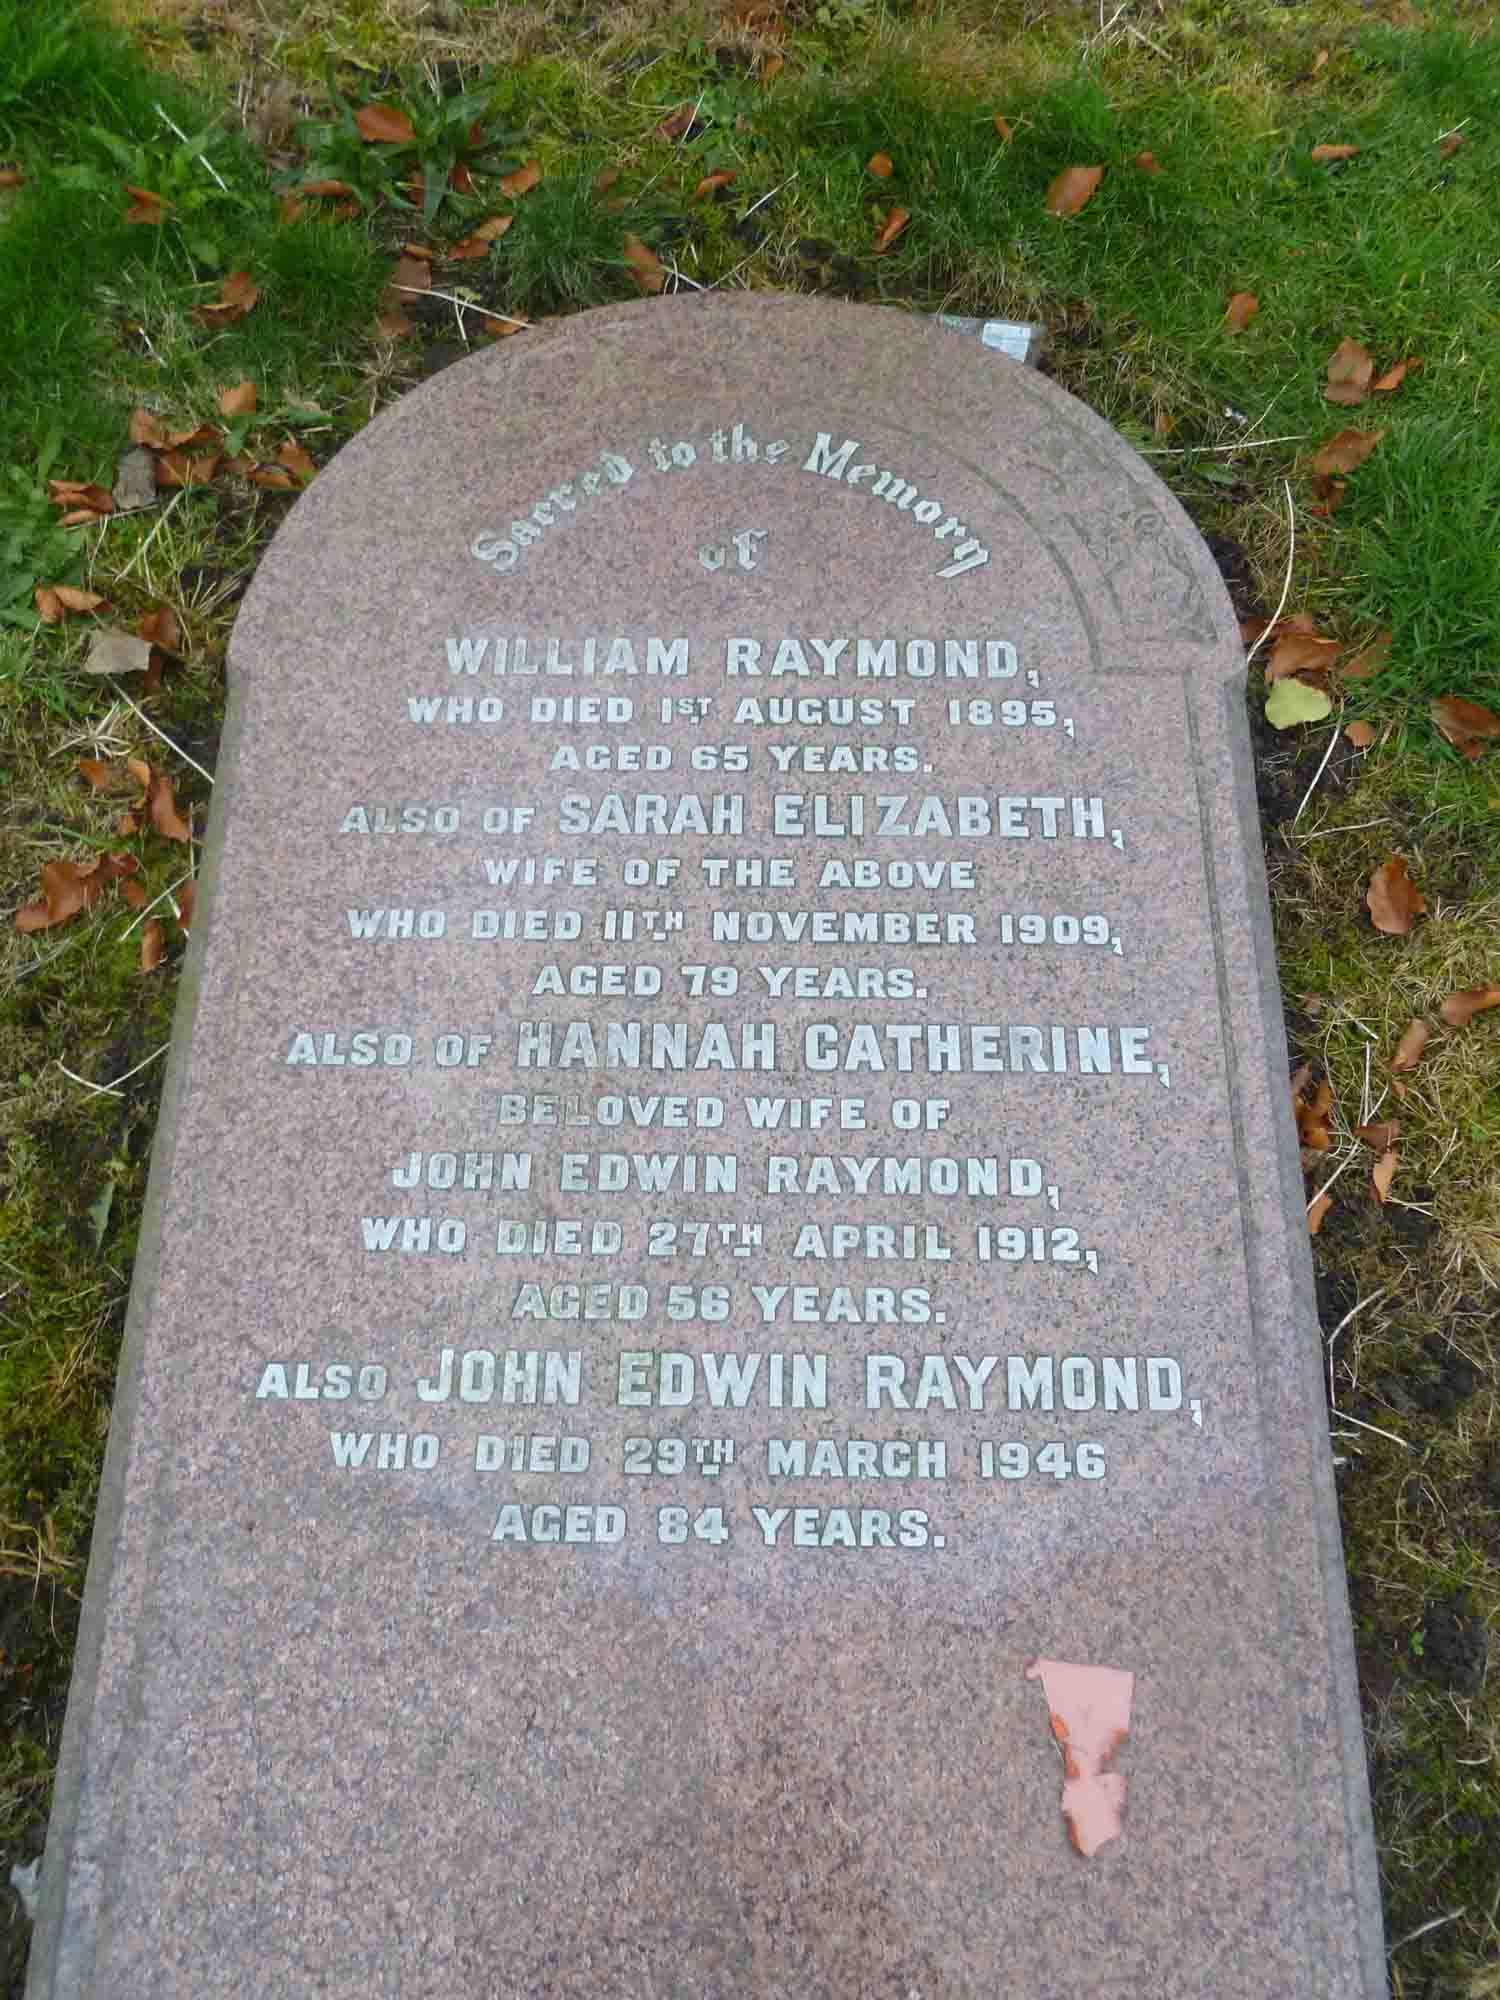 Sacred to the Memory
of
WILLIAM RAYMOND,
WHO DIED 1ST AUGUST 1895,
AGED 65 YEARS.
ALSO OF SARAH ELIZABETH,
WIFE OF THE ABOVE
WHO DIED 11TH NOVEMBER 1909,
AGED 79 YEARS.
ALSO OF HANNAH CATHERINE,
BELOVED WIFE OF
JOHN EDWIN RAYMOND,
WHO DIED 27TH APRIL 1912,
AGED 56 YEARS.
ALSO JOHN EDWIN RAYMOND,
WHO DIED 29TH MARCH 1946
AGED 84 YEARS.